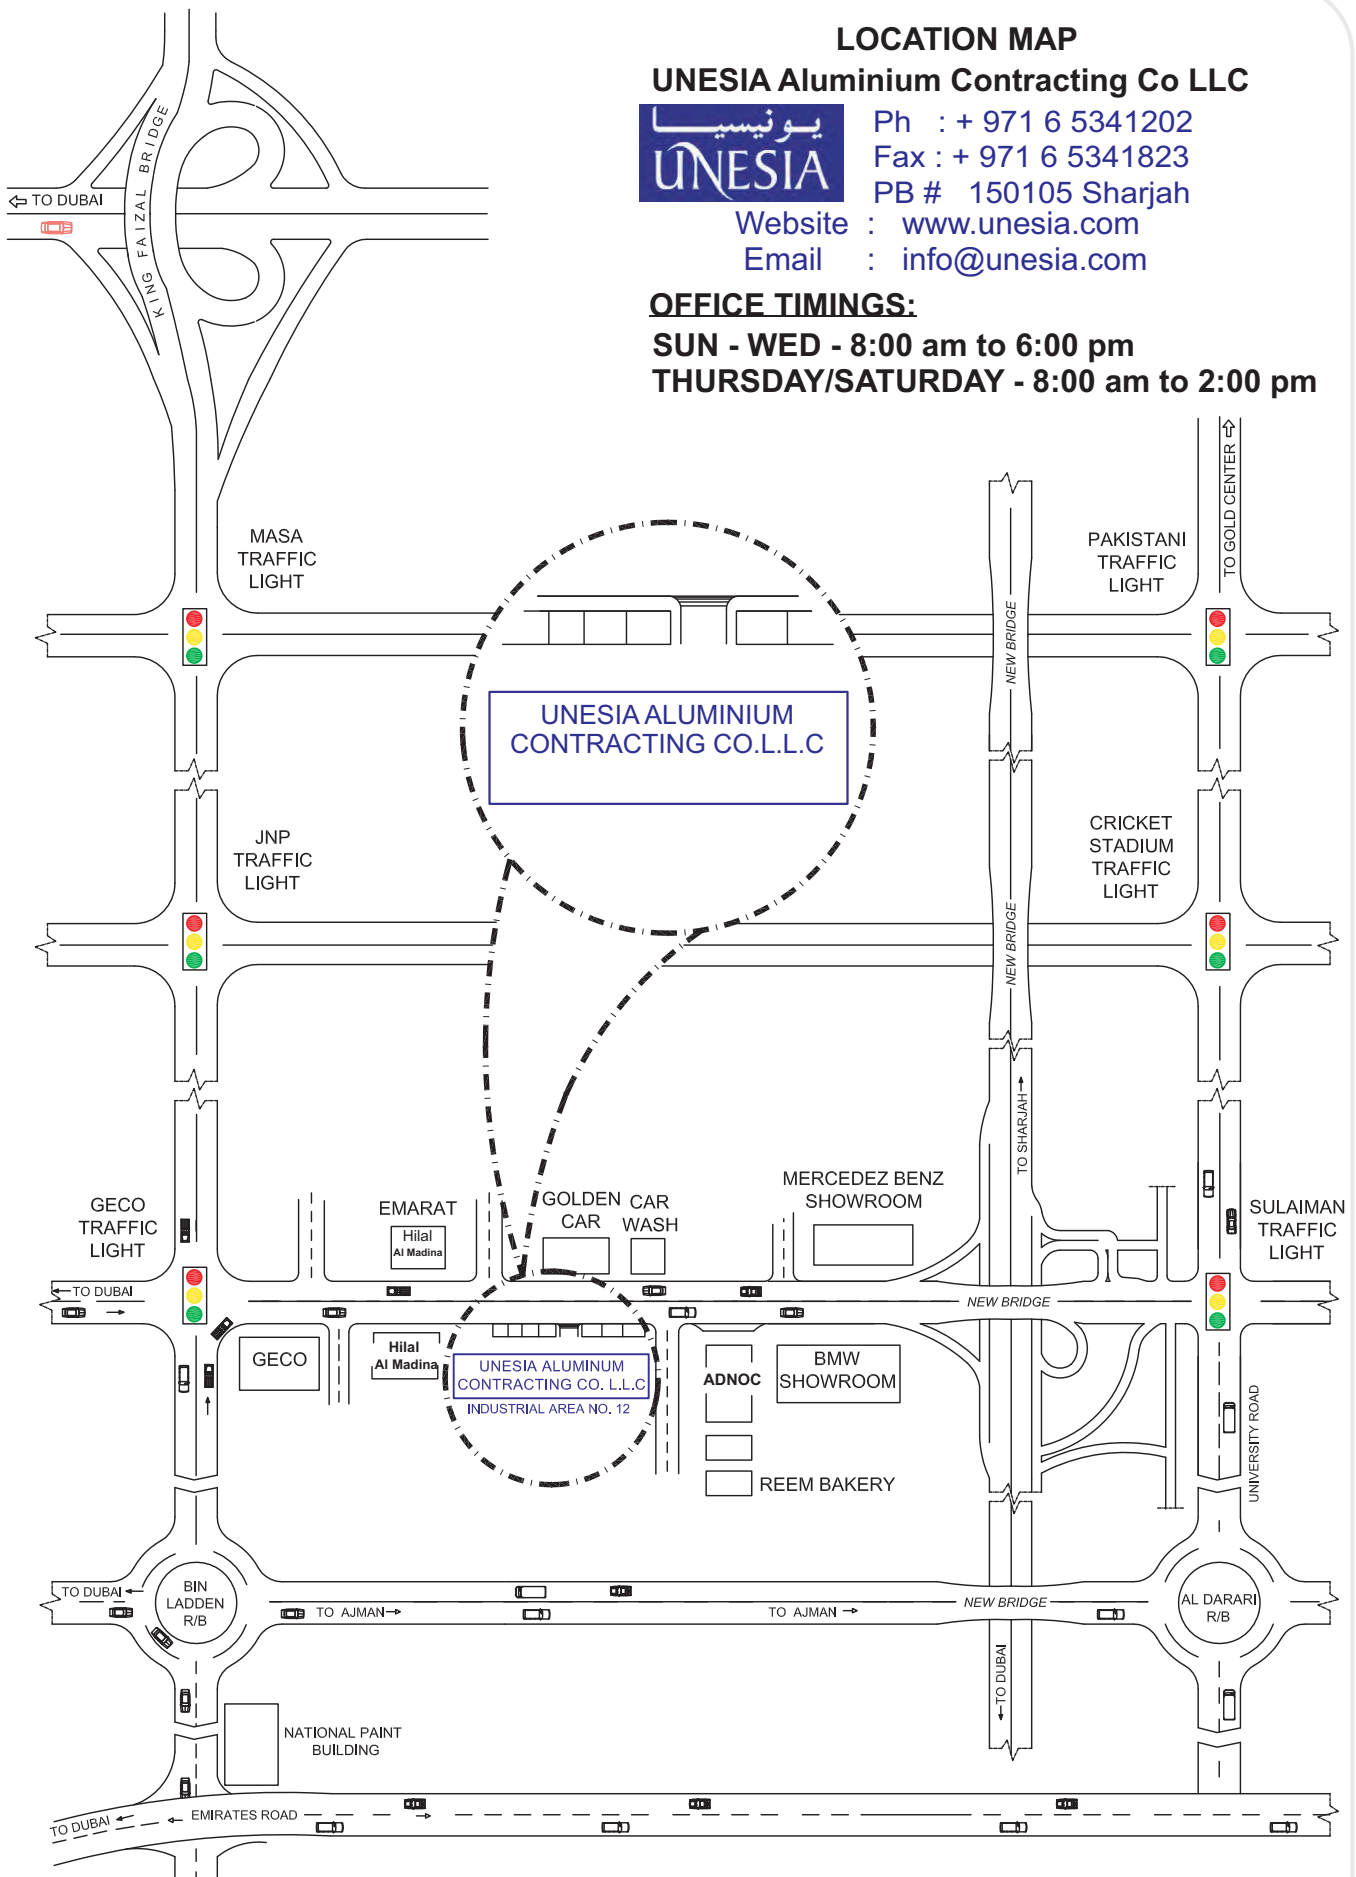 LOCATION MAP
UNESIA Aluminium Contracting Co LLC
يونيسيا
UNESIA
Ph : + 971 6 5341202
Fax : + 971 6 5341823
PB # 150105 Sharjah
Website : www.unesia.com
Email : info@unesia.com
OFFICE TIMINGS:
SUN - WED - 8:00 am to 6:00 pm
THURSDAY/SATURDAY - 8:00 am to 2:00 pm
KING FAIZAL BRIDGE
TO DUBAI
TO GOLD CENTER
MASA
TRAFFIC
LIGHT
PAKISTANI
TRAFFIC
LIGHT
NEW BRIDGE
UNESIA ALUMINIUM
CONTRACTING CO.L.L.C
JNP
TRAFFIC
LIGHT
CRICKET
STADIUM
TRAFFIC
LIGHT
NEW BRIDGE
TO SHARJAH
GECO
TRAFFIC
LIGHT
EMARAT
Hilal
Al Madina
GOLDEN
CAR
CAR
WASH
MERCEDEZ BENZ
SHOWROOM
SULAIMAN
TRAFFIC
LIGHT
TO DUBAI
NEW BRIDGE
GECO
Hilal
Al Madina
UNESIA ALUMINUM
CONTRACTING CO. L.L.C
INDUSTRIAL AREA NO. 12
ADNOC
BMW
SHOWROOM
REEM BAKERY
UNIVERSITY ROAD
TO DUBAI
BIN
LADDEN
R/B
TO AJMAN
TO AJMAN
NEW BRIDGE
AL DARARI
R/B
TO DUBAI
NATIONAL PAINT
BUILDING
TO DUBAI
EMIRATES ROAD